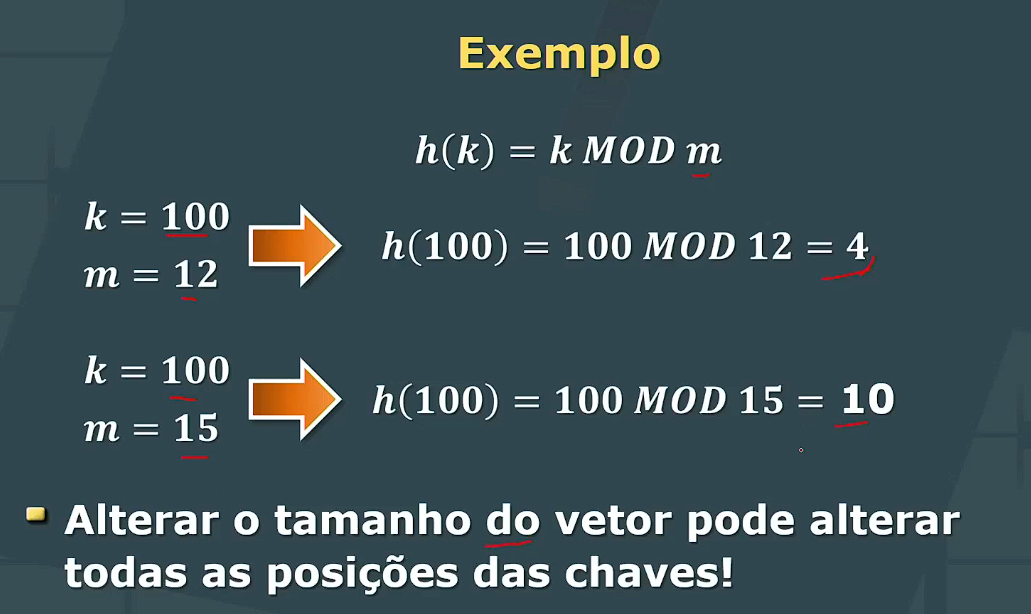 Exemplo
h(k) = k MOD m
k = 100
m = 12
h(100) = 100 MOD 12 = 4
k = 100
m = 15
h(100) = 100 MOD 15 = 10
Alterar o tamanho do vetor pode alterar
todas as posições das chaves!